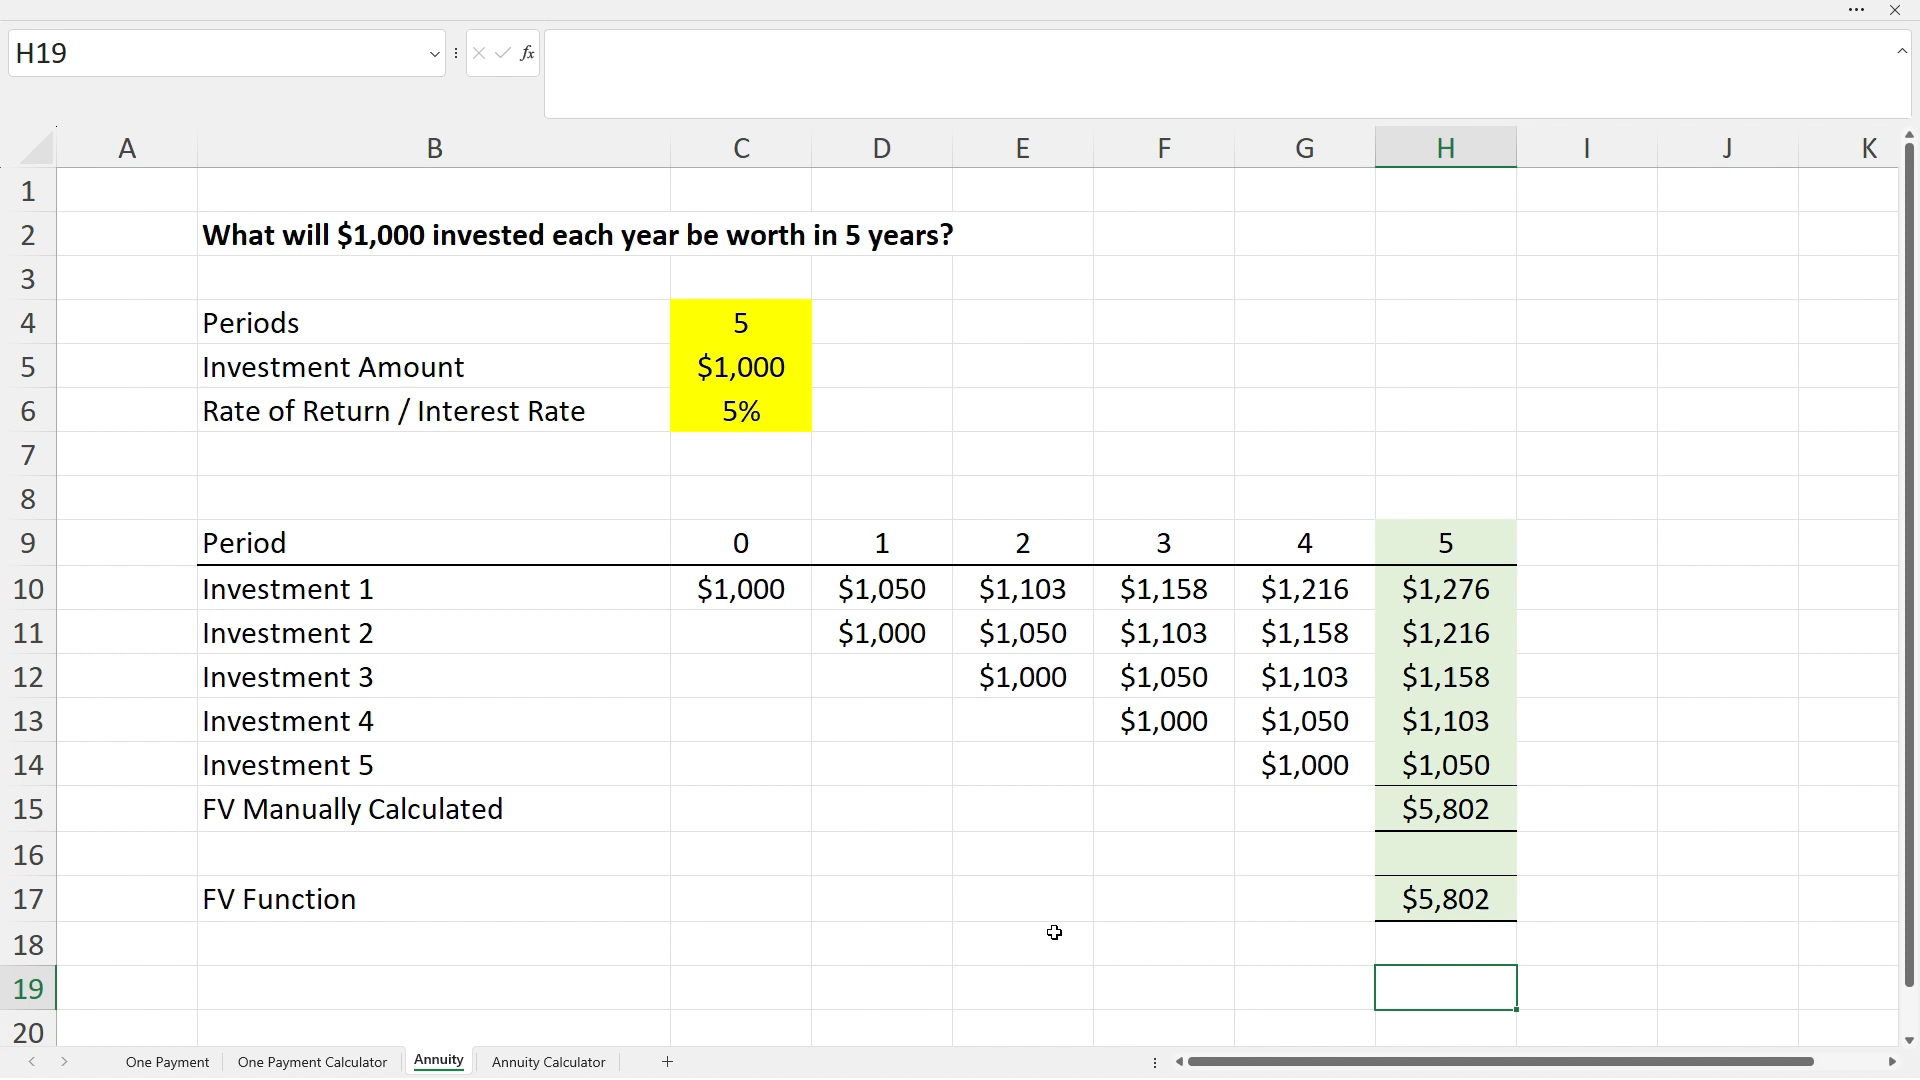 H19
fx
A B C D E F G H I J K
1
2 What will $1,000 invested each year be worth in 5 years?
3
4 Periods 5
5 Investment Amount $1,000
6 Rate of Return / Interest Rate 5%
7
8
9 Period 0 1 2 3 4 5
10 Investment 1 $1,000 $1,050 $1,103 $1,158 $1,216 $1,276
11 Investment 2 $1,000 $1,050 $1,103 $1,158 $1,216
12 Investment 3 $1,000 $1,050 $1,103 $1,158
13 Investment 4 $1,000 $1,050 $1,103
14 Investment 5 $1,000 $1,050
15 FV Manually Calculated $5,802
16
17 FV Function $5,802
18
19
20
One Payment One Payment Calculator Annuity Annuity Calculator